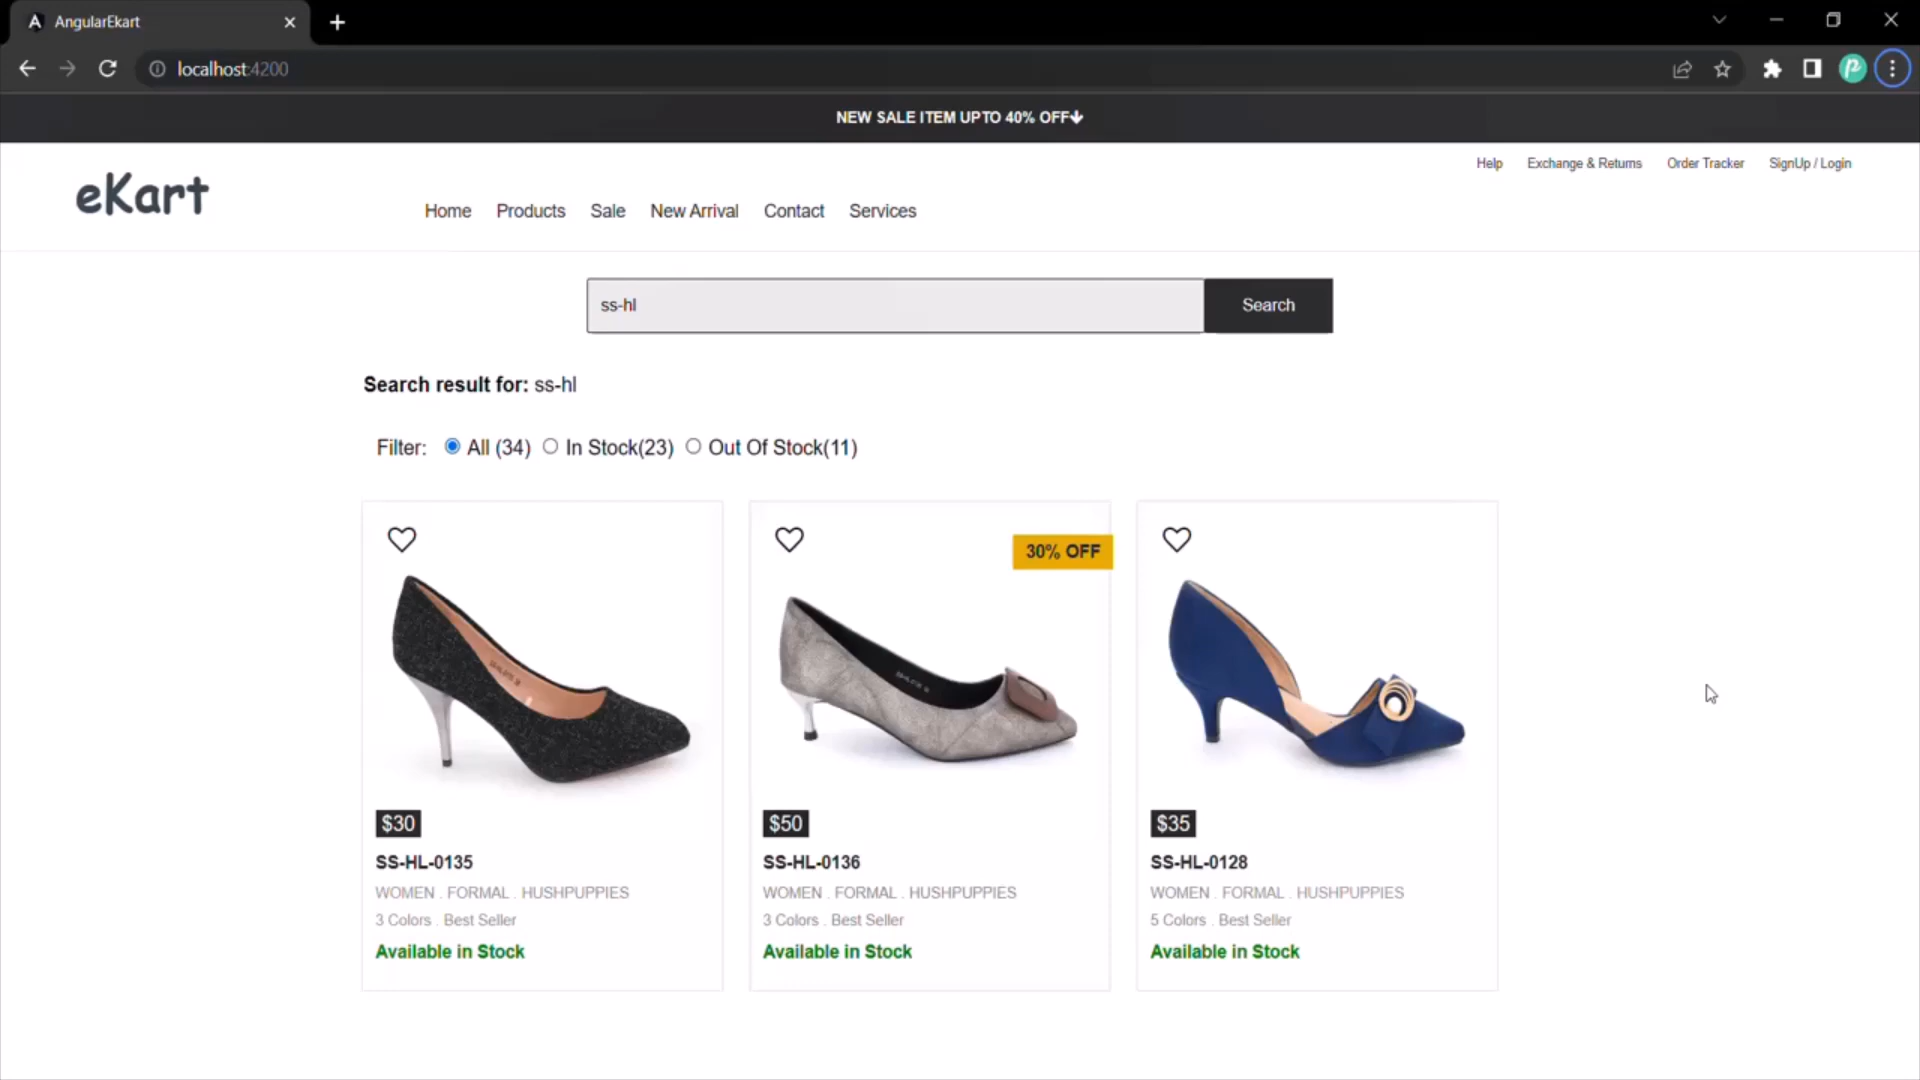 AngularEkart
localhost:4200
NEW SALE ITEM UPTO 40% OFF
Help Exchange & Returns Order Tracker SignUp / Login
eKart
Home Products Sale New Arrival Contact Services
ss-hl
Search
Search result for: ss-hl
Filter: All (34) In Stock(23) Out Of Stock(11)
30% OFF
$30
SS-HL-0135
WOMEN . FORMAL . HUSHPUPPIES
3 Colors . Best Seller
Available in Stock
$50
SS-HL-0136
WOMEN . FORMAL . HUSHPUPPIES
3 Colors . Best Seller
Available in Stock
$35
SS-HL-0128
WOMEN . FORMAL . HUSHPUPPIES
5 Colors . Best Seller
Available in Stock